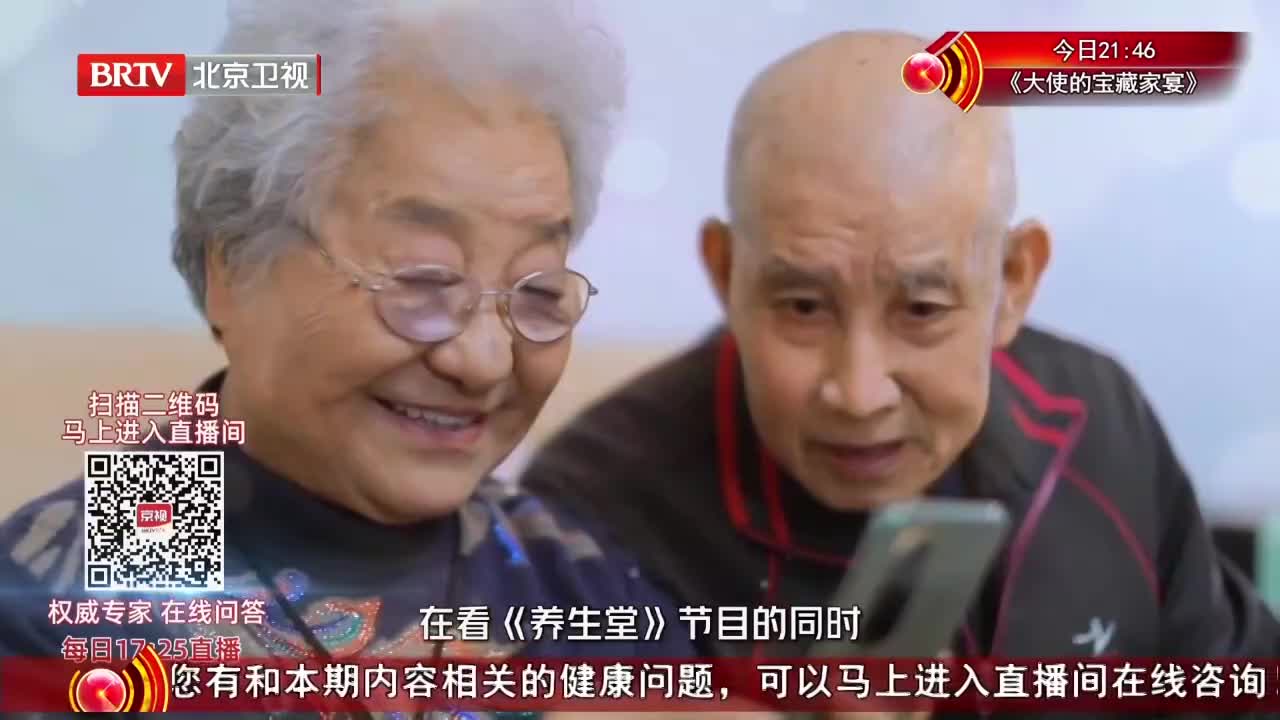 BRTV 北京卫视
今日21:46
《大使的宝藏家宴》
扫描二维码
马上进入直播间
京视
权威专家 在线问答
每日17:25直播
在看《养生堂》节目的同时
您有和本期内容相关的健康问题，可以马上进入直播间在线咨询